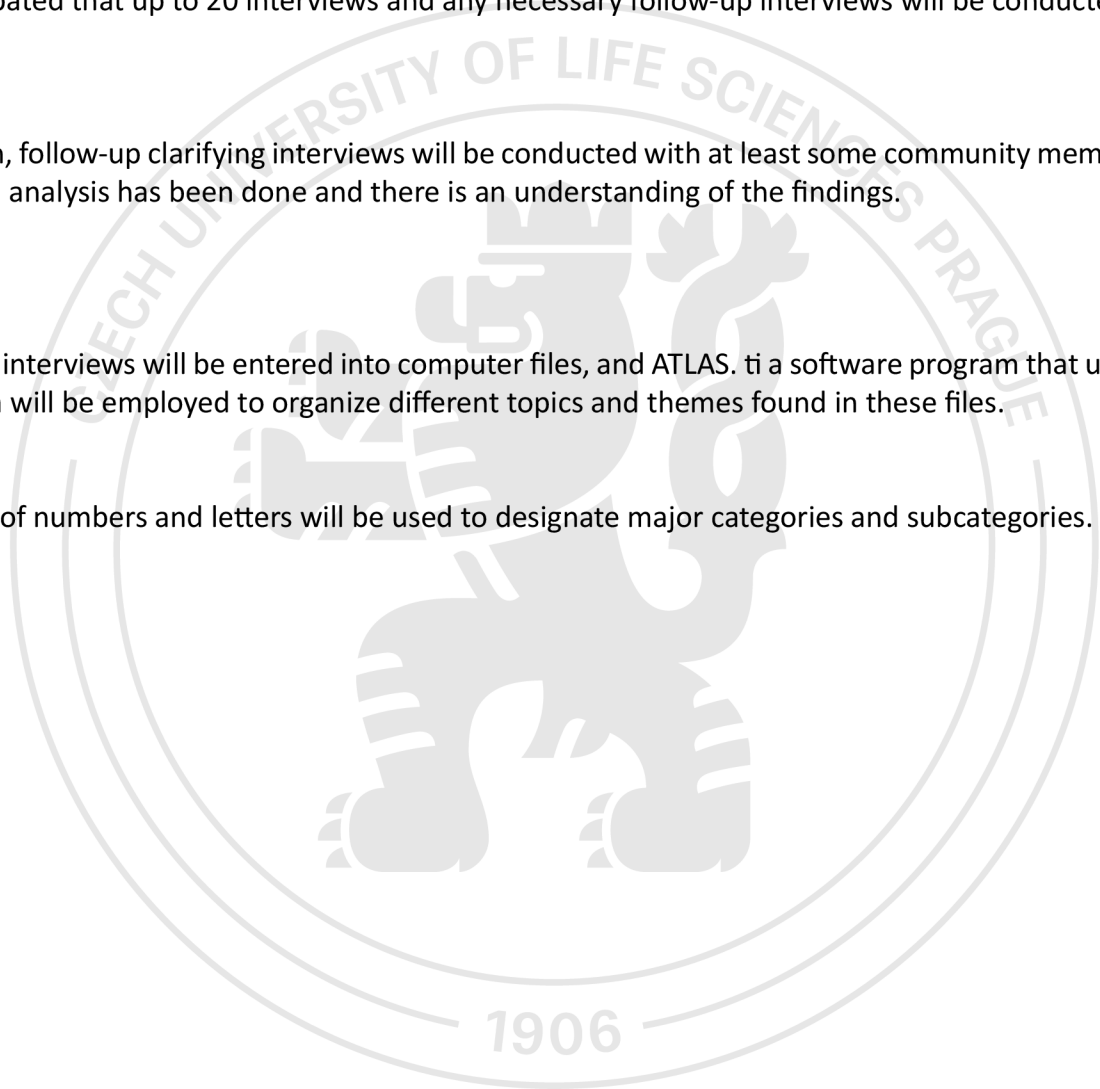 that up to 20 interviews and any necessary follow-up interviews will be
follow-up clarifying interviews will be conducted with at least some community
analysis has been done and there is an understanding of the findings.
interviews will be entered into computer files, and ATLAS. ti a software program that
will be employed to organize different topics and themes found in these files.
of numbers and letters will be used to designate major categories and subcategories.
CZECH UNIVERSITY OF LIFE SCIENCES PRAGUE
1906